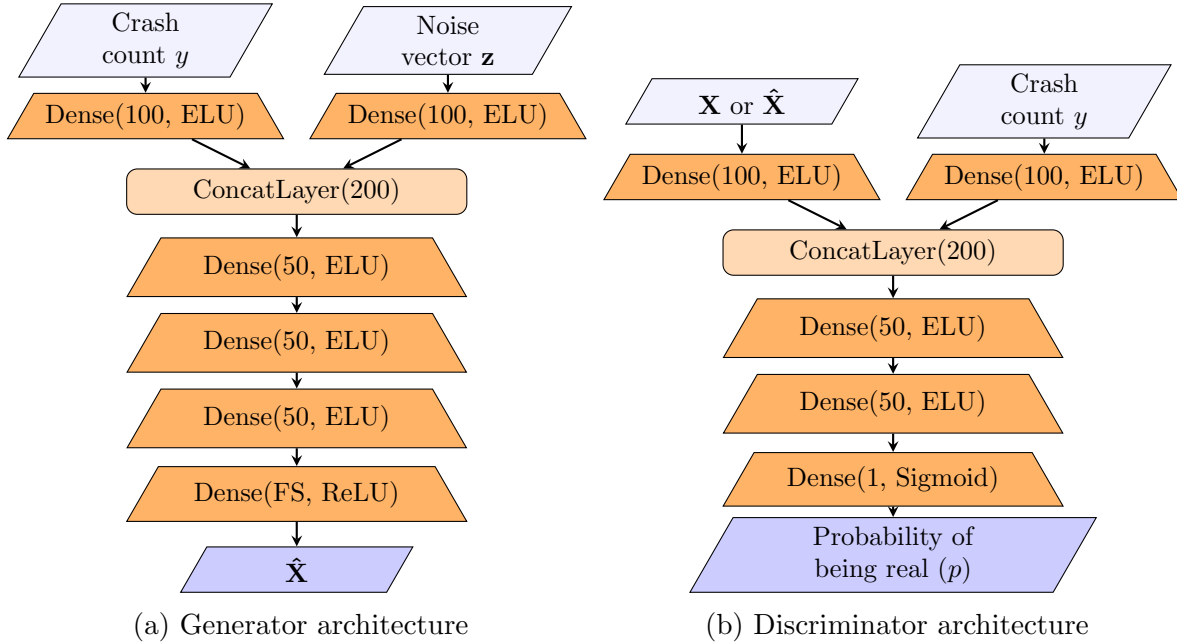 Crash
count y
Noise
vector z
Dense(100, ELU)
Dense(100, ELU)
ConcatLayer(200)
Dense(50, ELU)
Dense(50, ELU)
Dense(50, ELU)
Dense(FS, ReLU)
X̂
(a) Generator architecture
X or X̂
Crash
count y
Dense(100, ELU)
Dense(100, ELU)
ConcatLayer(200)
Dense(50, ELU)
Dense(50, ELU)
Dense(1, Sigmoid)
Probability of
being real (p)
(b) Discriminator architecture